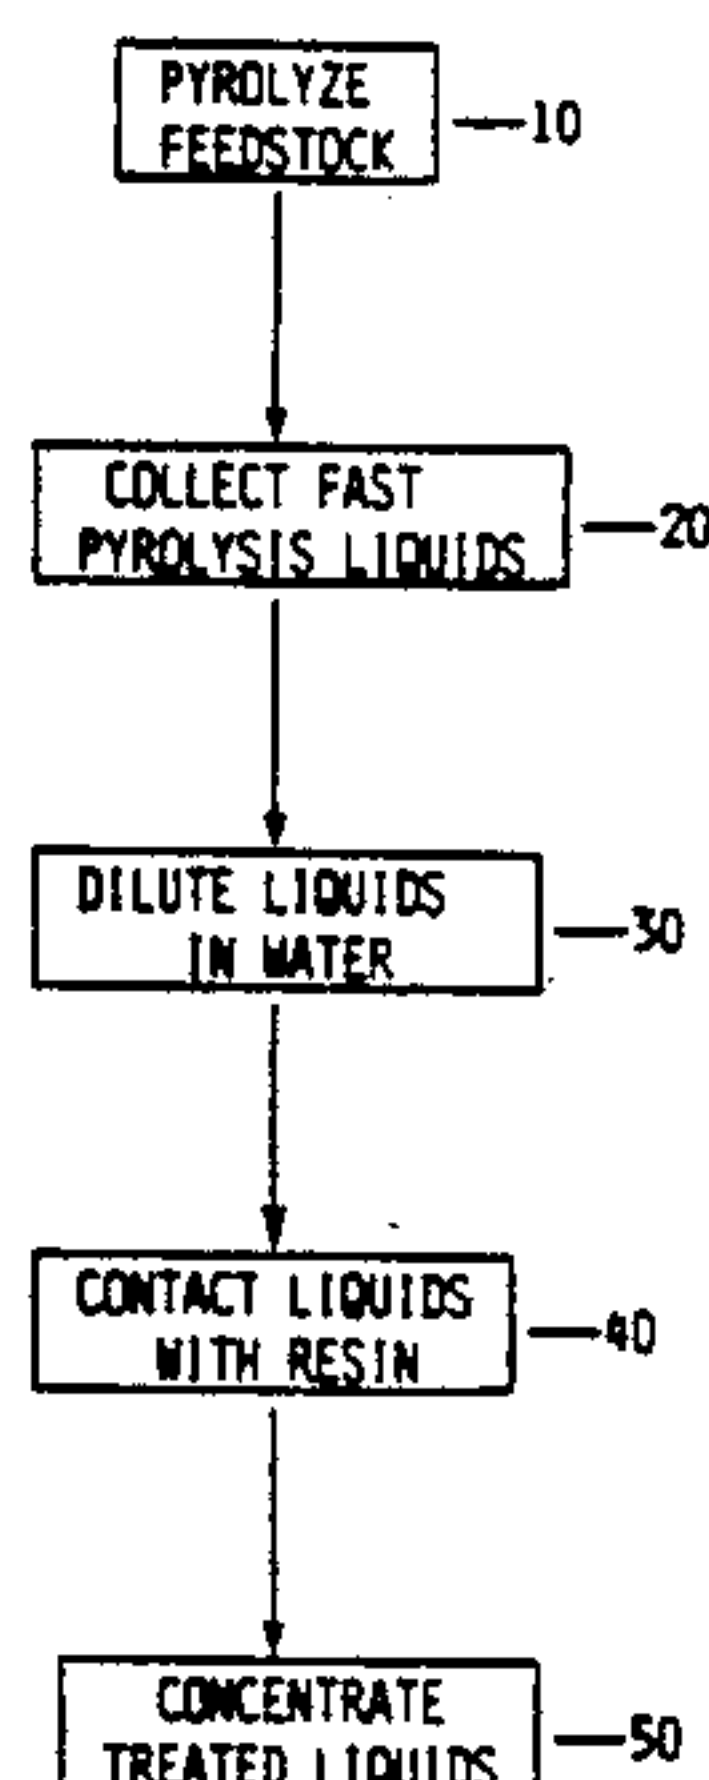 PYROLYZE
FEEDSTOCK
10
COLLECT FAST
PYROLYSIS LIQUIDS
20
DILUTE LIQUIDS
IN WATER
30
CONTACT LIQUIDS
WITH RESIN
40
CONCENTRATE
TREATED LIQUIDS
50